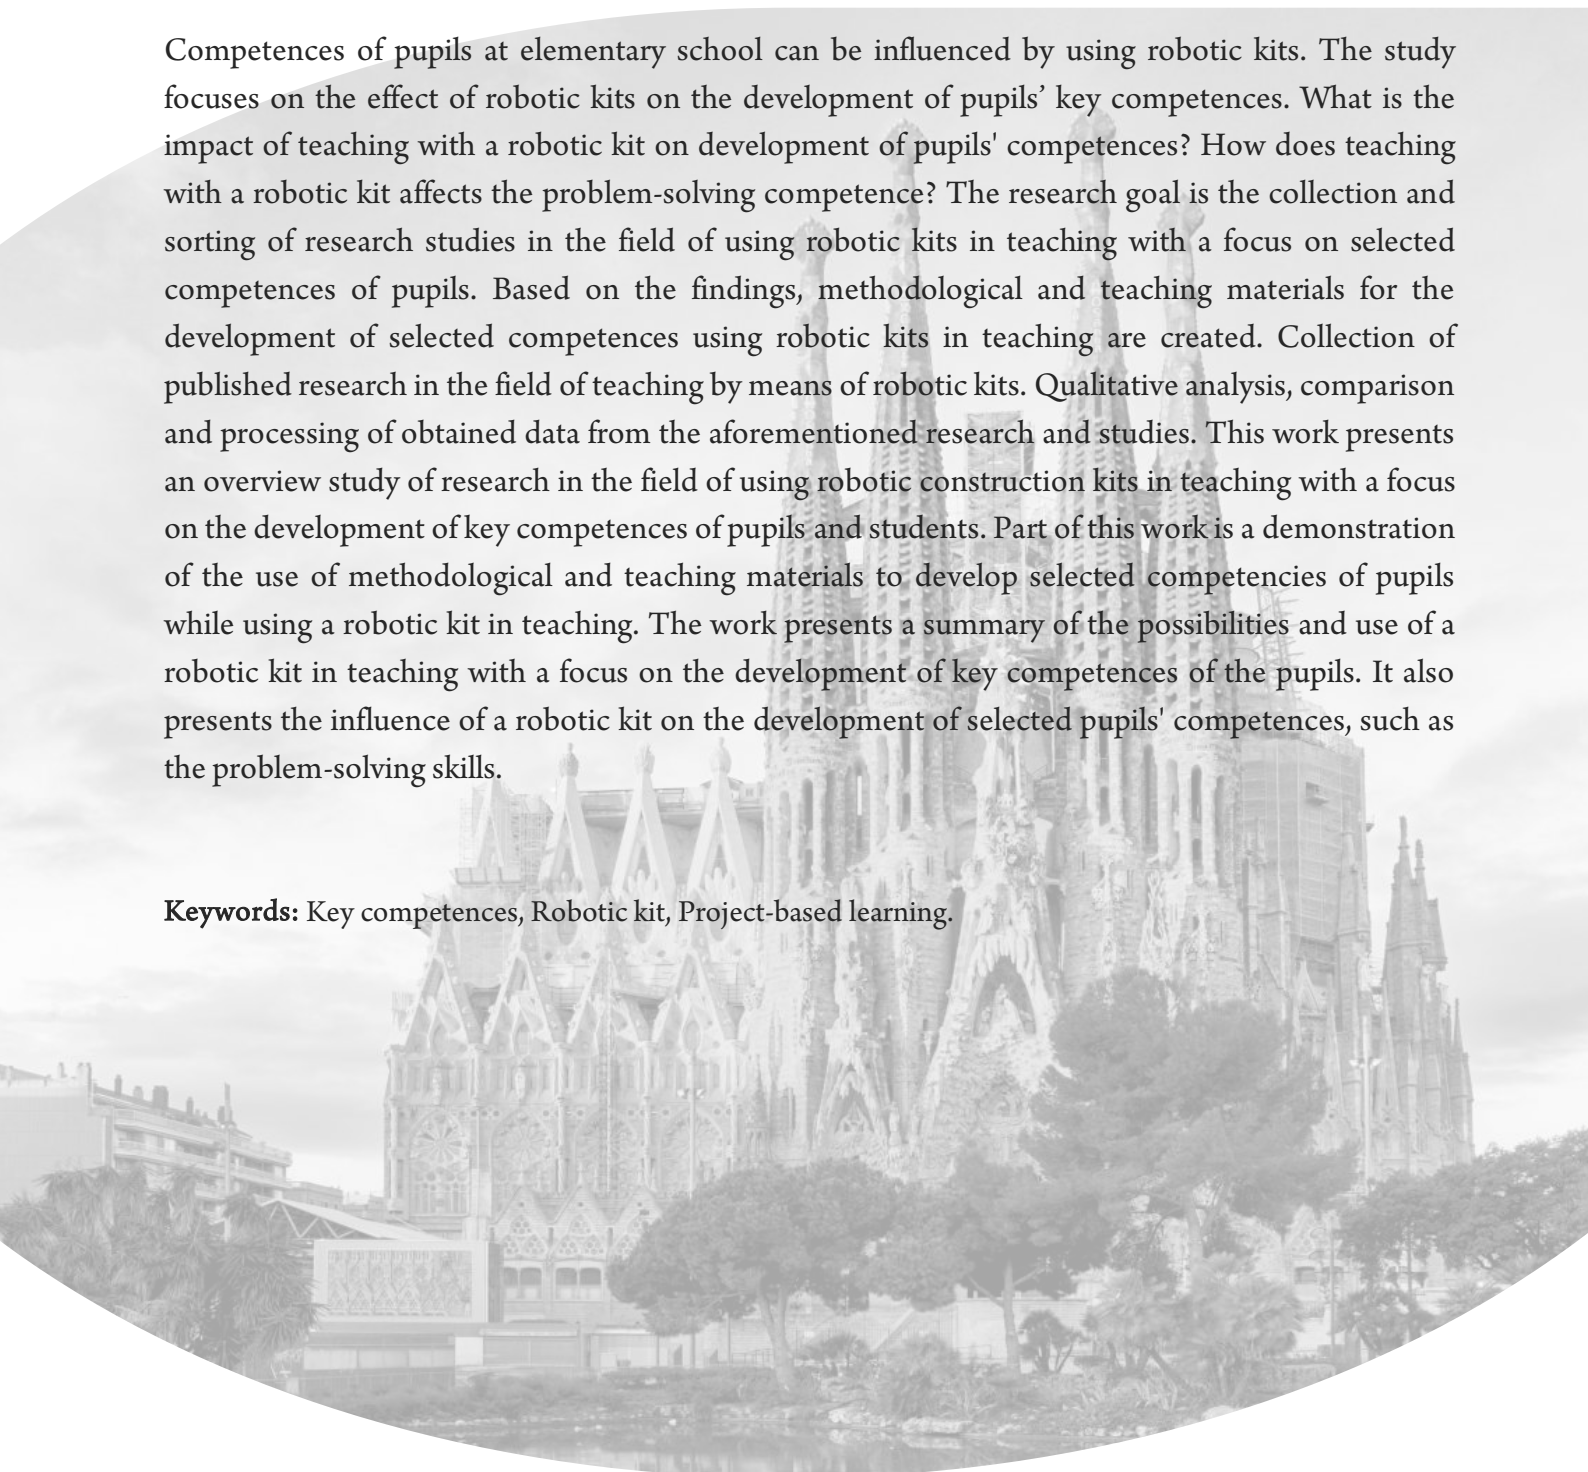 Competences of pupils at elementary school can be influenced by using robotic kits. The study
focuses on the effect of robotic kits on the development of pupils’ key competences. What is the
impact of teaching with a robotic kit on development of pupils' competences? How does teaching
with a robotic kit affects the problem-solving competence? The research goal is the collection and
sorting of research studies in the field of using robotic kits in teaching with a focus on selected
competences of pupils. Based on the findings, methodological and teaching materials for the
development of selected competences using robotic kits in teaching are created. Collection of
published research in the field of teaching by means of robotic kits. Qualitative analysis, comparison
and processing of obtained data from the aforementioned research and studies. This work presents
an overview study of research in the field of using robotic construction kits in teaching with a focus
on the development of key competences of pupils and students. Part of this work is a demonstration
of the use of methodological and teaching materials to develop selected competencies of pupils
while using a robotic kit in teaching. The work presents a summary of the possibilities and use of a
robotic kit in teaching with a focus on the development of key competences of the pupils. It also
presents the influence of a robotic kit on the development of selected pupils' competences, such as
the problem-solving skills.
Keywords: Key competences, Robotic kit, Project-based learning.